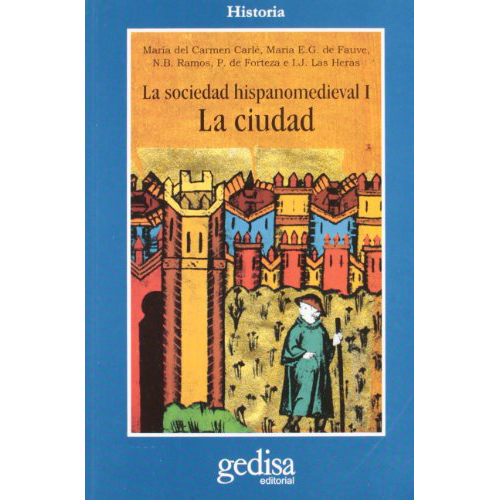 Historia
María del Carmen Carlé, María E.G. de Fauve,
N.B. Ramos, P. de Forteza e I.J. Las Heras
La sociedad hispanomedieval I
La ciudad
gedisa
editorial